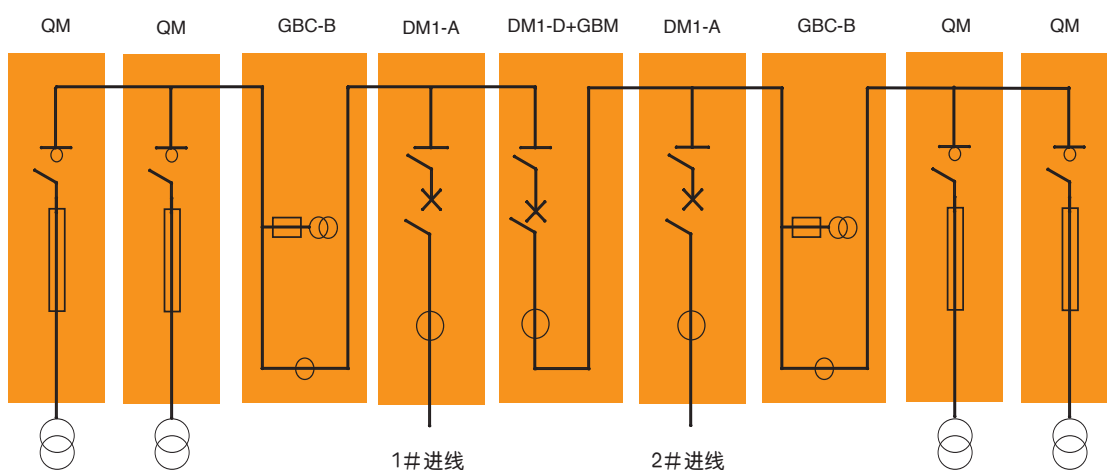 QM QM GBC-B DM1-A DM1-D+GBM DM1-A GBC-B QM QM
1#进线 2#进线